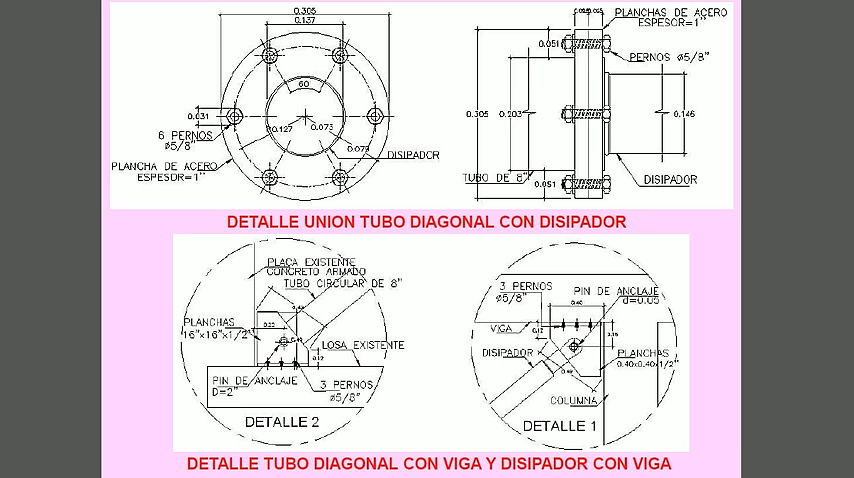 0.305
0.137
60
0.031
6 PERNOS
ø5/8"
R0.127
0.073
0.079
DISIPADOR
PLANCHA DE ACERO
ESPESOR=1"
PLANCHAS DE ACERO
ESPESOR=1"
0.051
PERNOS ø5/8"
0.305
0.203
0.146
TUBO DE 8"
0.051
DISIPADOR
DETALLE UNION TUBO DIAGONAL CON DISIPADOR
PLACA EXISTENTE
CONCRETO ARMADO
TUBO CIRCULAR DE 8"
PLANCHAS
16"x16"x1/2"
LOSA EXISTENTE
PIN DE ANCLAJE
D=2"
3 PERNOS
ø5/8"
DETALLE 2
3 PERNOS
ø5/8"
PIN DE ANCLAJE
d=0.05
0.40
VIGA
0.12
DISIPADOR
PLANCHAS
0.40x0.40x1/2"
COLUMNA
DETALLE 1
DETALLE TUBO DIAGONAL CON VIGA Y DISIPADOR CON VIGA